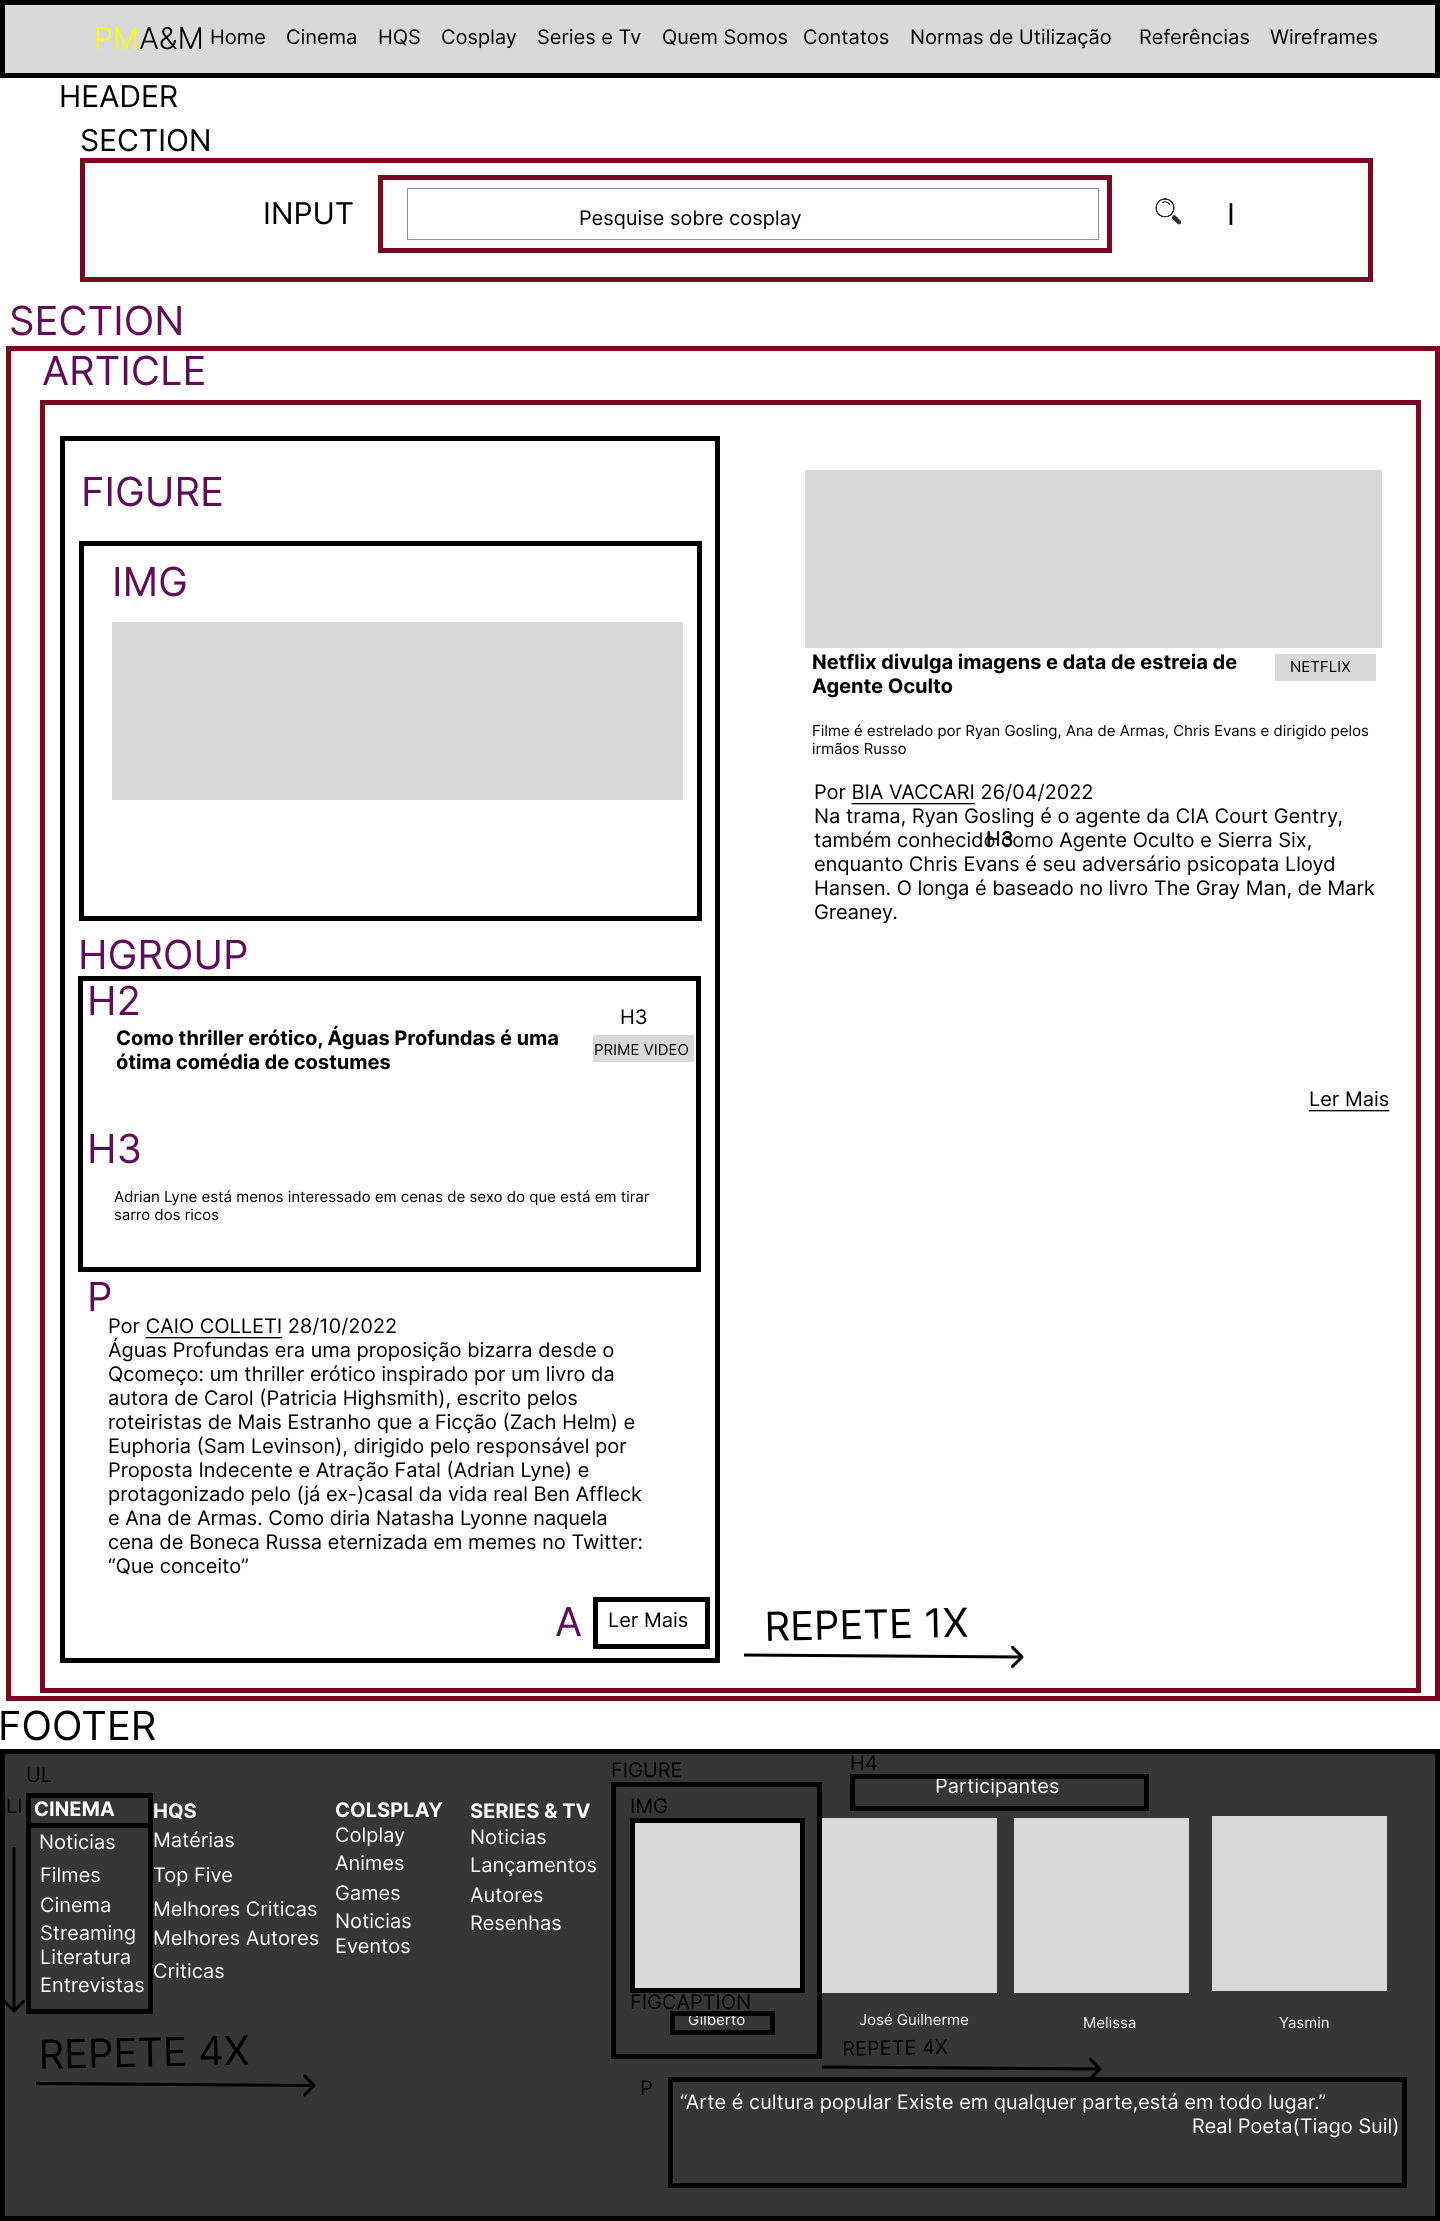 PMA&M Home Cinema HQS Cosplay Series e Tv Quem Somos Contatos Normas de Utilização Referências Wireframes
HEADER
SECTION
INPUT
Pesquise sobre cosplay
I
SECTION
ARTICLE
FIGURE
IMG
HGROUP
H2
Como thriller erótico, Águas Profundas é uma
ótima comédia de costumes
H3
PRIME VIDEO
H3
Adrian Lyne está menos interessado em cenas de sexo do que está em tirar
sarro dos ricos
P
Por CAIO COLLETI 28/10/2022
Águas Profundas era uma proposição bizarra desde o
Qcomeço: um thriller erótico inspirado por um livro da
autora de Carol (Patricia Highsmith), escrito pelos
roteiristas de Mais Estranho que a Ficção (Zach Helm) e
Euphoria (Sam Levinson), dirigido pelo responsável por
Proposta Indecente e Atração Fatal (Adrian Lyne) e
protagonizado pelo (já ex-)casal da vida real Ben Affleck
e Ana de Armas. Como diria Natasha Lyonne naquela
cena de Boneca Russa eternizada em memes no Twitter:
“Que conceito”
A
Ler Mais
Netflix divulga imagens e data de estreia de
Agente Oculto
NETFLIX
Filme é estrelado por Ryan Gosling, Ana de Armas, Chris Evans e dirigido pelos
irmãos Russo
Por BIA VACCARI 26/04/2022
Na trama, Ryan Gosling é o agente da CIA Court Gentry,
também conhecido como Agente Oculto e Sierra Six,
H3
enquanto Chris Evans é seu adversário psicopata Lloyd
Hansen. O longa é baseado no livro The Gray Man, de Mark
Greaney.
Ler Mais
REPETE 1X
FOOTER
UL
LI
CINEMA
Noticias
Filmes
Cinema
Streaming
Literatura
Entrevistas
HQS
Matérias
Top Five
Melhores Criticas
Melhores Autores
Criticas
COLSPLAY
Colplay
Animes
Games
Noticias
Eventos
SERIES & TV
Noticias
Lançamentos
Autores
Resenhas
REPETE 4X
FIGURE
IMG
FIGCAPTION
Gilberto
H4
Participantes
José Guilherme
Melissa
Yasmin
REPETE 4X
P
“Arte é cultura popular Existe em qualquer parte,está em todo lugar.”
Real Poeta(Tiago Suil)